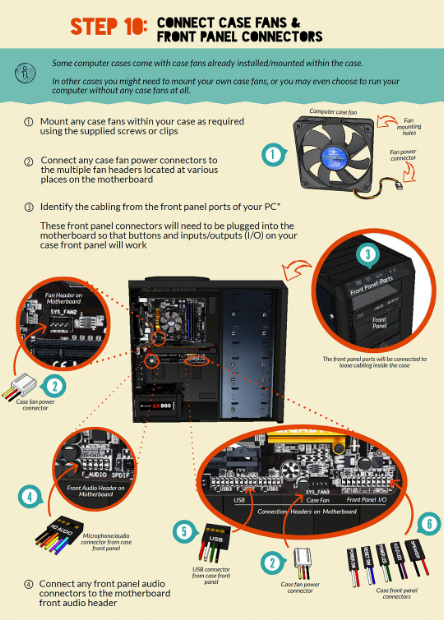 STEP 10: CONNECT CASE FANS &
FRONT PANEL CONNECTORS
Some computer cases come with case fans already installed/mounted within the case.
In other cases you might need to mount your own case fans, or you may even choose to run your
computer without any case fans at all.
1 Mount any case fans within your case as required
using the supplied screws or clips
2 Connect any case fan power connectors to
the multiple fan headers located at various
places on the motherboard
3 Identify the cabling from the front panel ports of your PC*
These front panel connectors will need to be plugged into the
motherboard so that buttons and inputs/outputs (I/O) on your
case front panel will work
Computer case fan
Fan
mounting
holes
1
Fan power
connector
3
Front Panel Ports
Front
Panel
The front panel ports will be connected to
loose cabling inside the case
Fan Header on
Motherboard
SYS_FAN2
2
Case fan power
connector
AX860
F_AUDIO SPDIF
Front Audio Header on
Motherboard
4
HD AUDIO
Microphone/audio
connector from case
front panel
F_USB1
SYS_FAN3
USB
Case Fan
Front Panel I/O
Connection Headers on Motherboard
5
USB
USB connector
from case front
panel
2
Case fan power
connector
6
Case front panel
connectors
4 Connect any front panel audio
connectors to the motherboard
front audio header